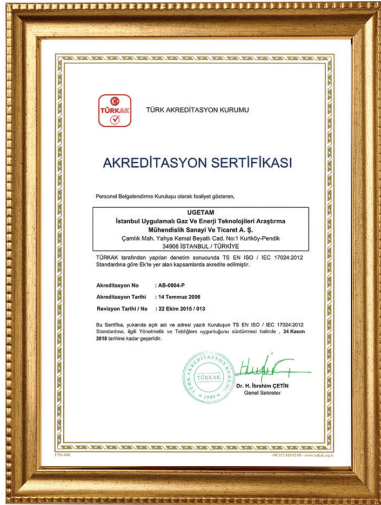 TÜRKAK
TÜRK AKREDİTASYON KURUMU
AKREDİTASYON SERTİFİKASI
Personel Belgelendirme Kuruluşu olarak faaliyet gösteren,
UGETAM
İstanbul Uygulamalı Gaz Ve Enerji Teknolojileri Araştırma
Mühendislik Sanayi Ve Ticaret A. Ş.
Çamlık Mah. Yahya Kemal Beyatlı Cad. No:1 Kurtköy-Pendik
34906 İSTANBUL / TÜRKİYE
TÜRKAK tarafından yapılan denetim sonucunda TS EN ISO / IEC 17024:2012
Standardına göre Ek'te yer alan kapsamlarda akredite edilmiştir.
Akreditasyon No : AB-0004-P
Akreditasyon Tarihi : 14 Temmuz 2006
Revizyon Tarihi / No : 22 Ekim 2015 / 013
Bu Sertifika, yukarıda açık adı ve adresi yazılı Kuruluşun TS EN ISO / IEC 17024:2012
Standardına, ilgili Yönetmelik ve Tebliğlere uygunluğunu sürdürmesi halinde , 24 Kasım
2018 tarihine kadar geçerlidir.
TÜRKAK
Dr. H. İbrahim ÇETİN
Genel Sekreter